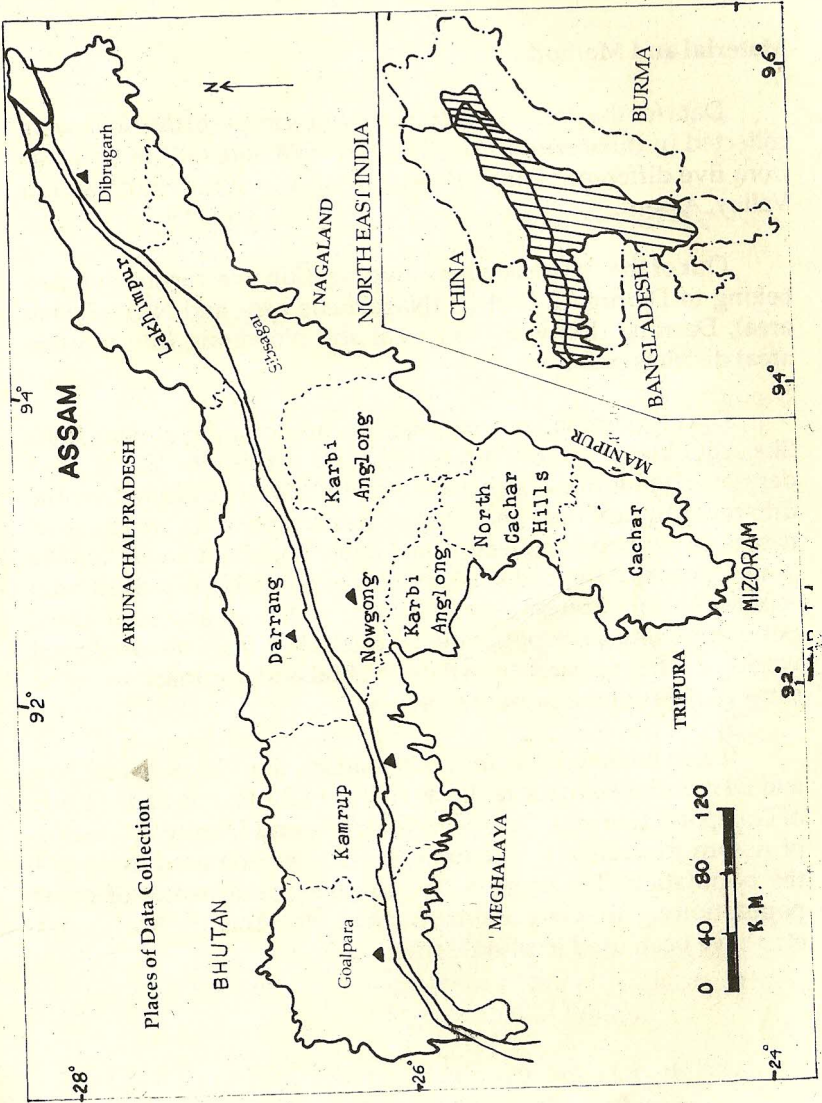 ASSAM
92°
94°
28
26
24
92°
94°
96°
Places of Data Collection
N
BHUTAN
ARUNACHAL PRADESH
NAGALAND
MANIPUR
MIZORAM
TRIPURA
MEGHALAYA
Dibrugarh
Lakhimpur
Sibsagar
Darrang
Nowgong
Karbi
Anglong
Karbi
Anglong
North
Cachar
Hills
Cachar
Kamrup
Goalpara
0 40 80 120
K.M.
NORTH EAST INDIA
CHINA
BURMA
BANGLADESH